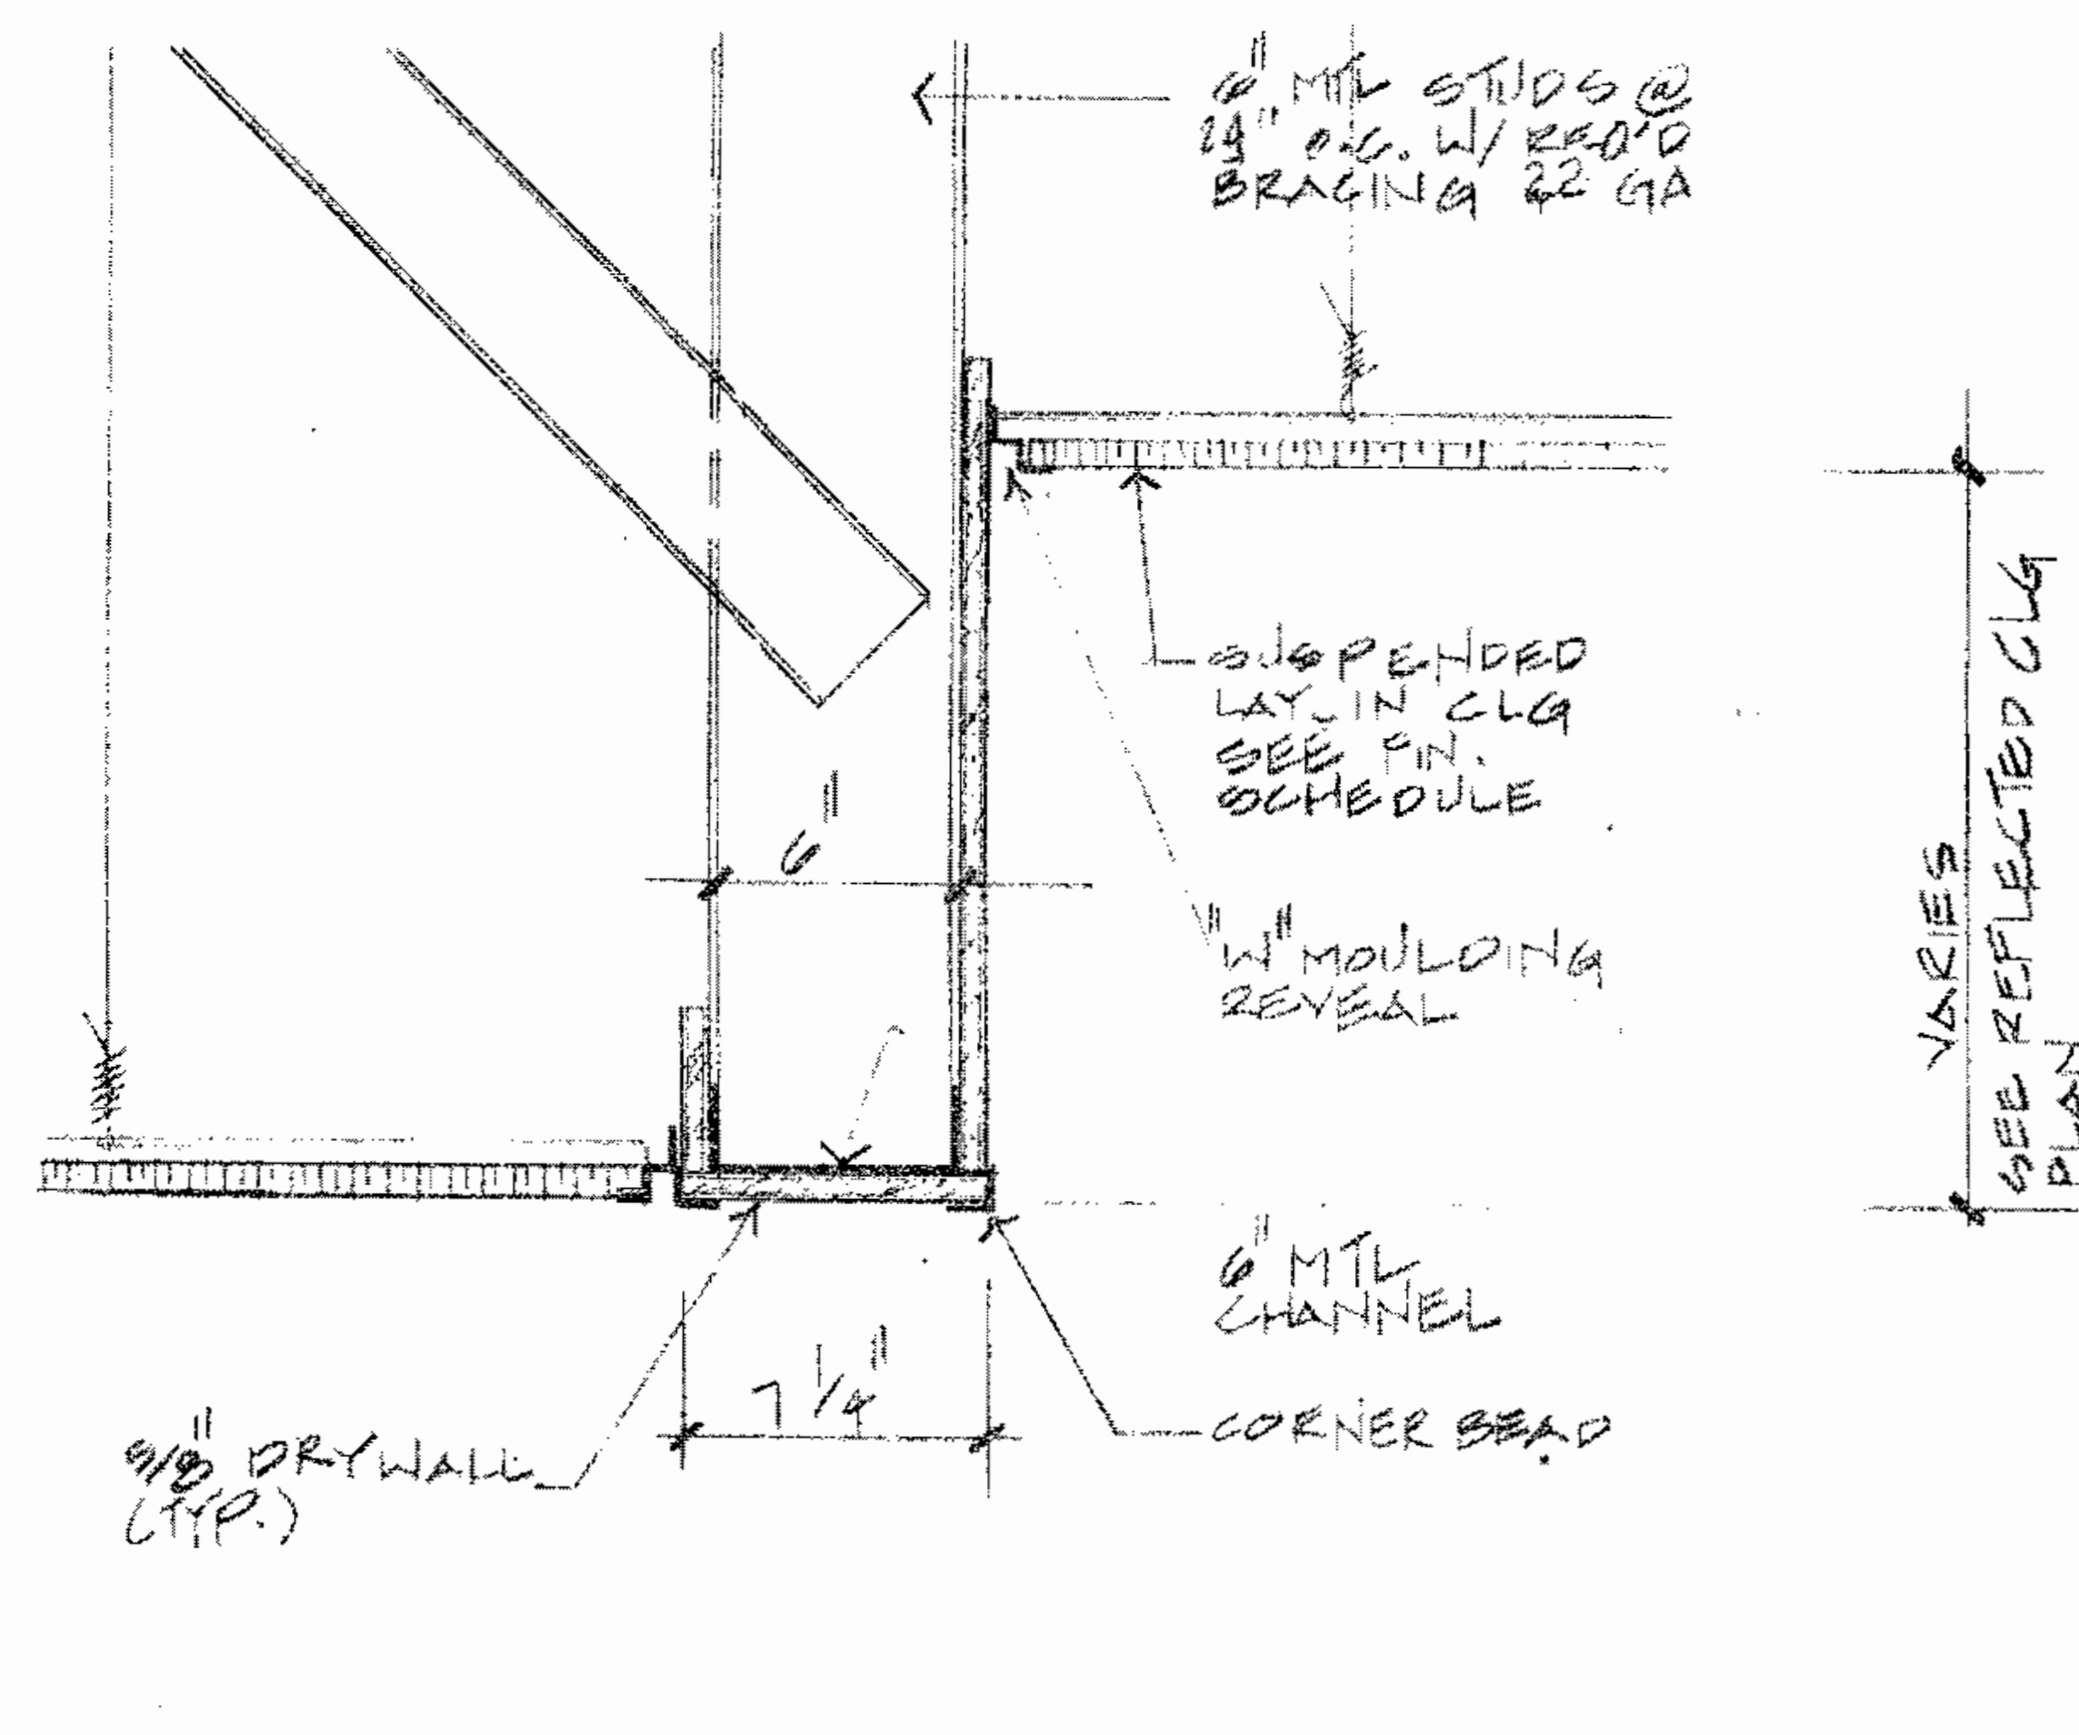 6" MTL STUDS @
24" O.C. W/ REQ'D
BRACING 22 GA
SUSPENDED
LAY-IN CLG
SEE FIN.
SCHEDULE
6"
"W" MOULDING
REVEAL
VARIES
SEE REFLECTED CLG
PLAN
6" MTL
CHANNEL
7 1/4"
CORNER BEAD
5/8" DRYWALL
(TYP.)